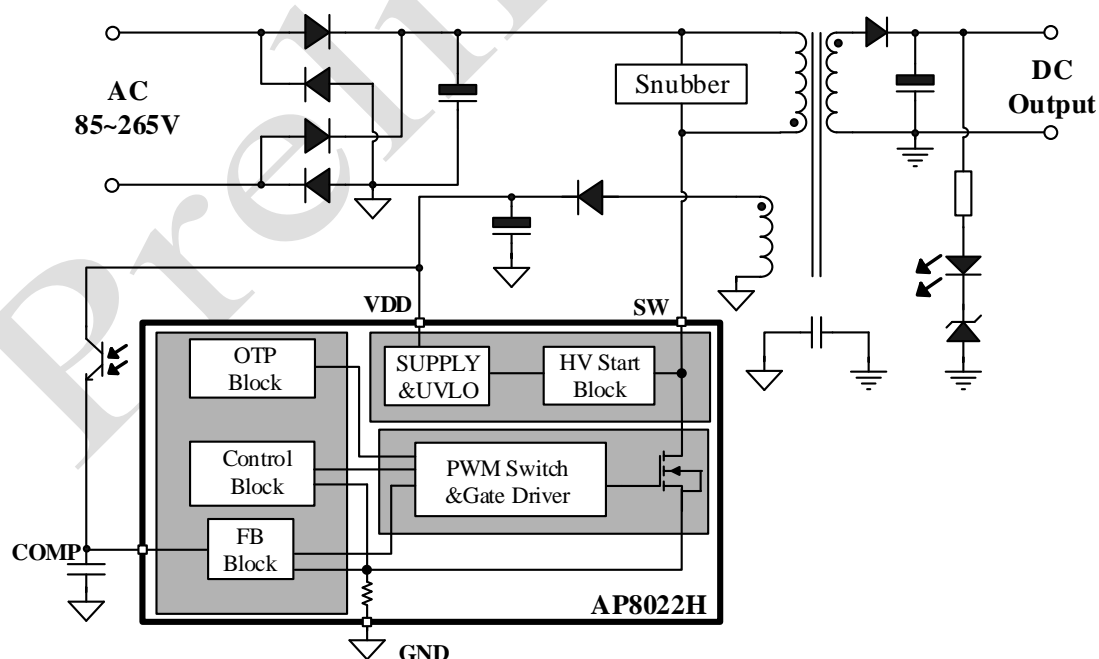 AC
85~265V
Snubber
DC
Output
VDD
SW
OTP
Block
SUPPLY
&UVLO
HV Start
Block
Control
Block
PWM Switch
&Gate Driver
FB
Block
COMP
AP8022H
GND